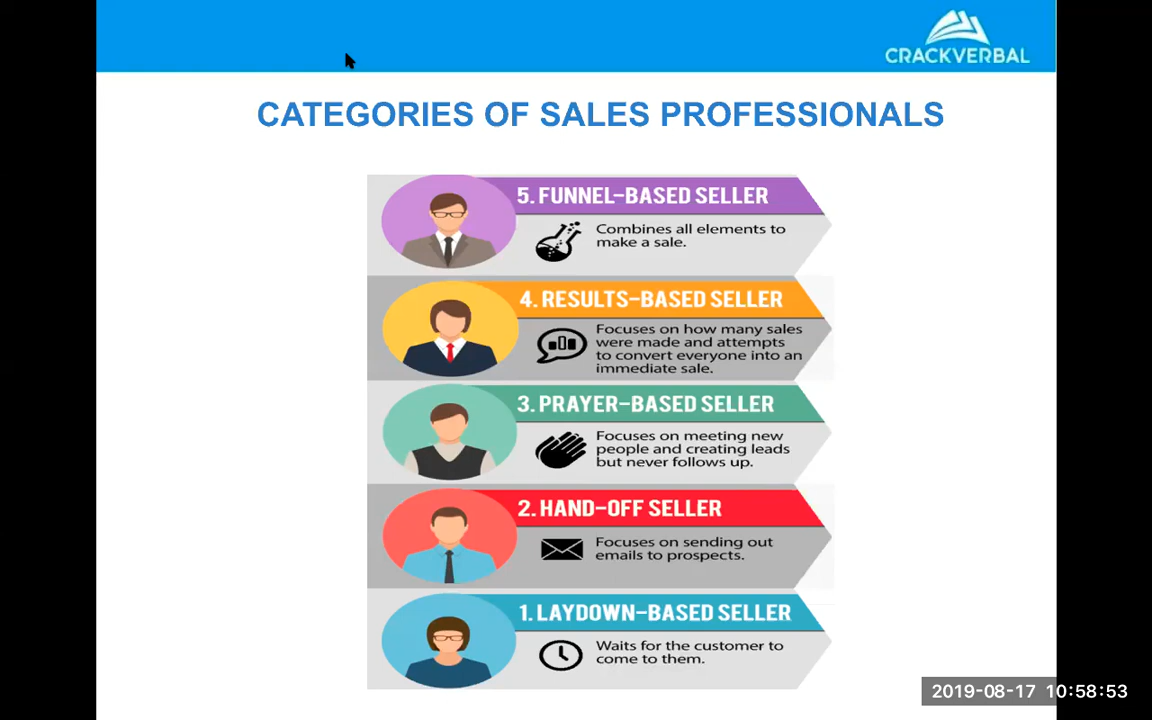 CRACKVERBAL
CATEGORIES OF SALES PROFESSIONALS
5. FUNNEL-BASED SELLER
Combines all elements to
make a sale.
4. RESULTS-BASED SELLER
Focuses on how many sales
were made and attempts
to convert everyone into an
immediate sale.
3. PRAYER-BASED SELLER
Focuses on meeting new
people and creating leads
but never follows up.
2. HAND-OFF SELLER
Focuses on sending out
emails to prospects.
1. LAYDOWN-BASED SELLER
Waits for the customer to
come to them.
2019-08-17 10:58:53